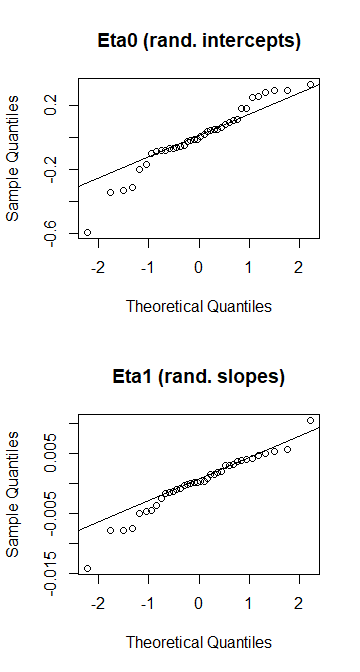 Eta0 (rand. intercepts)
Sample Quantiles
0.2
-0.2
-0.6
-2
-1
0
1
2
Theoretical Quantiles
Eta1 (rand. slopes)
Sample Quantiles
0.005
-0.005
-0.015
-2
-1
0
1
2
Theoretical Quantiles